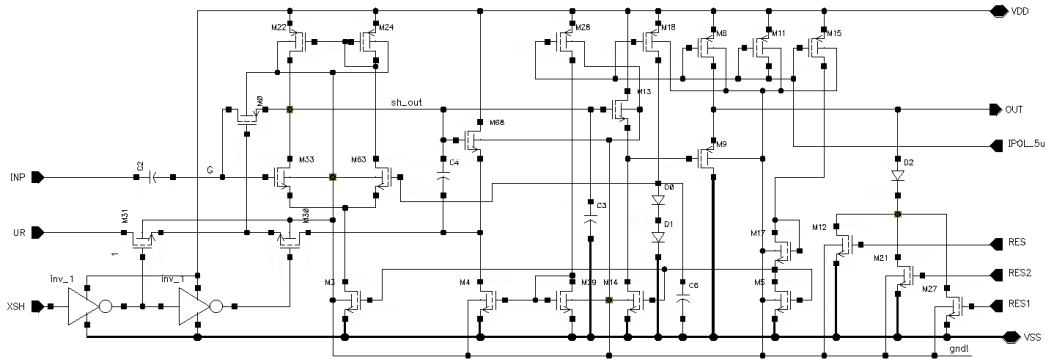 M22
M24
M28
M18
M8
M11
M15
VDD
M0
sh_out
M13
OUT
M68
IPOL_5u
C2
G
M33
M63
C4
M9
D2
INP
D0
M31
M30
C3
D1
M17
M12
UR
RES
1
M21
RES2
inv_1
inv_1
M3
M4
M29
M14
C6
M5
M27
RES1
XSH
VSS
gnd!